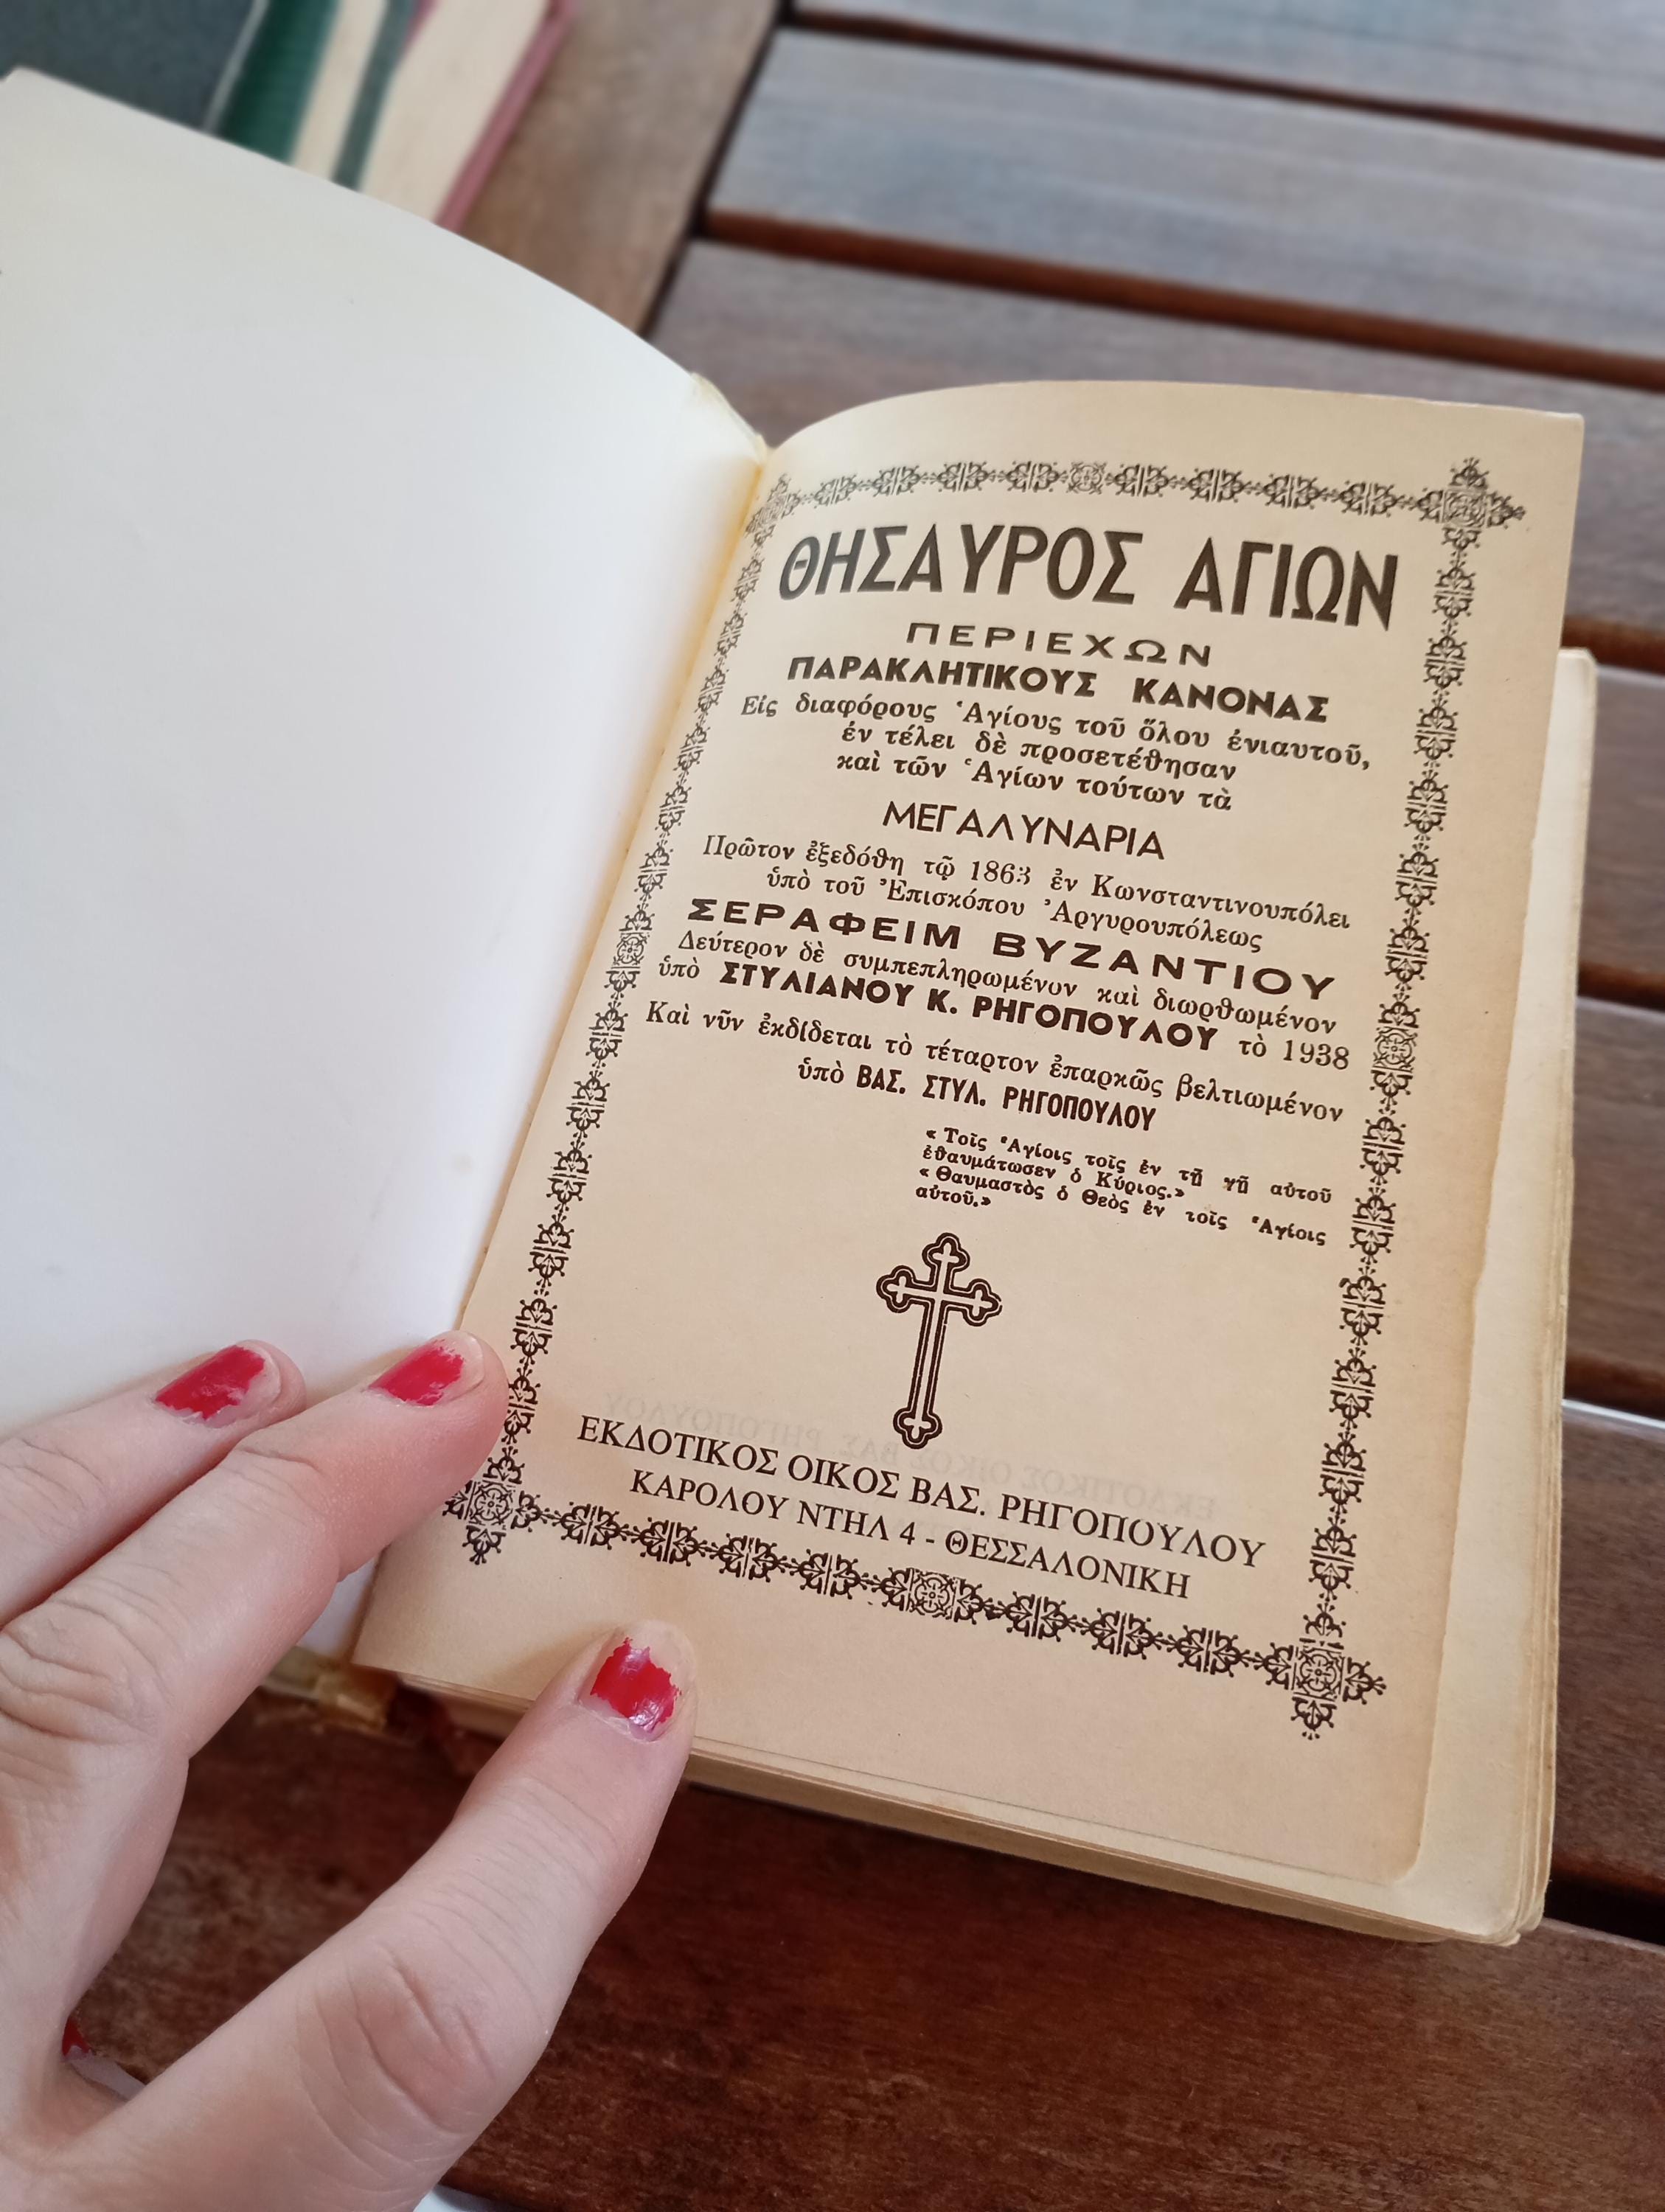 ΘΗΣΑΥΡΟΣ ΑΓΙΩΝ
ΠΕΡΙΕΧΩΝ
ΠΑΡΑΚΛΗΤΙΚΟΥΣ ΚΑΝΟΝΑΣ
Εἰς διαφόρους Ἁγίους τοῦ ὅλου ἐνιαυτοῦ,
ἐν τέλει δὲ προσετέθησαν
καὶ τῶν Ἁγίων τούτων τὰ
ΜΕΓΑΛΥΝΑΡΙΑ
Πρῶτον ἐξεδόθη τῷ 1863 ἐν Κωνσταντινουπόλει
ὑπὸ τοῦ Ἐπισκόπου Ἀργυρουπόλεως
ΣΕΡΑΦΕΙΜ ΒΥΖΑΝΤΙΟΥ
Δεύτερον δὲ συμπεπληρωμένον καὶ διωρθωμένον
ὑπὸ ΣΤΥΛΙΑΝΟΥ Κ. ΡΗΓΟΠΟΥΛΟΥ τὸ 1938
Καὶ νῦν ἐκδίδεται τὸ τέταρτον ἐπαρκῶς βελτιωμένον
ὑπὸ ΒΑΣ. ΣΤΥΛ. ΡΗΓΟΠΟΥΛΟΥ
«Τοῖς Ἁγίοις τοῖς ἐν τῇ γῇ αὐτοῦ
ἐθαυμάτωσεν ὁ Κύριος.»
«Θαυμαστὸς ὁ Θεὸς ἐν τοῖς Ἁγίοις
αὐτοῦ.»
ΕΚΔΟΤΙΚΟΣ ΟΙΚΟΣ ΒΑΣ. ΡΗΓΟΠΟΥΛΟΥ
ΚΑΡΟΛΟΥ ΝΤΗΛ 4 - ΘΕΣΣΑΛΟΝΙΚΗ